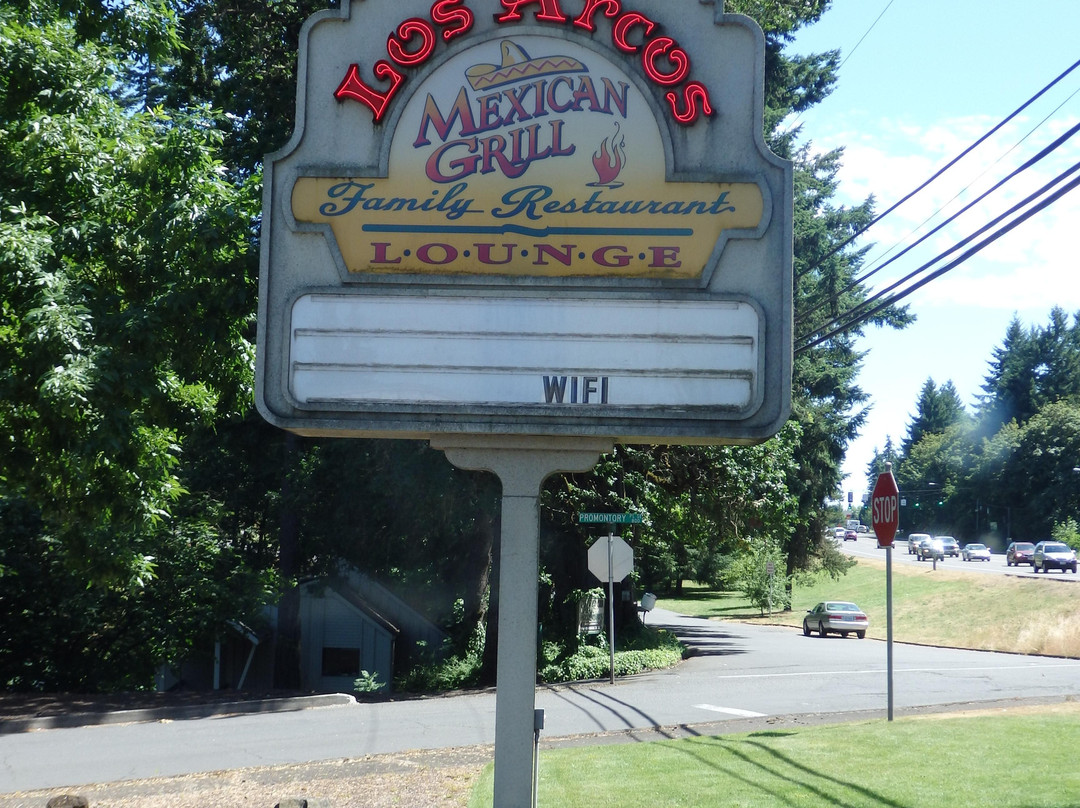 Los Arcos
MEXICAN
GRILL
Family Restaurant
L·O·U·N·G·E
WIFI
PROMONTORY
STOP